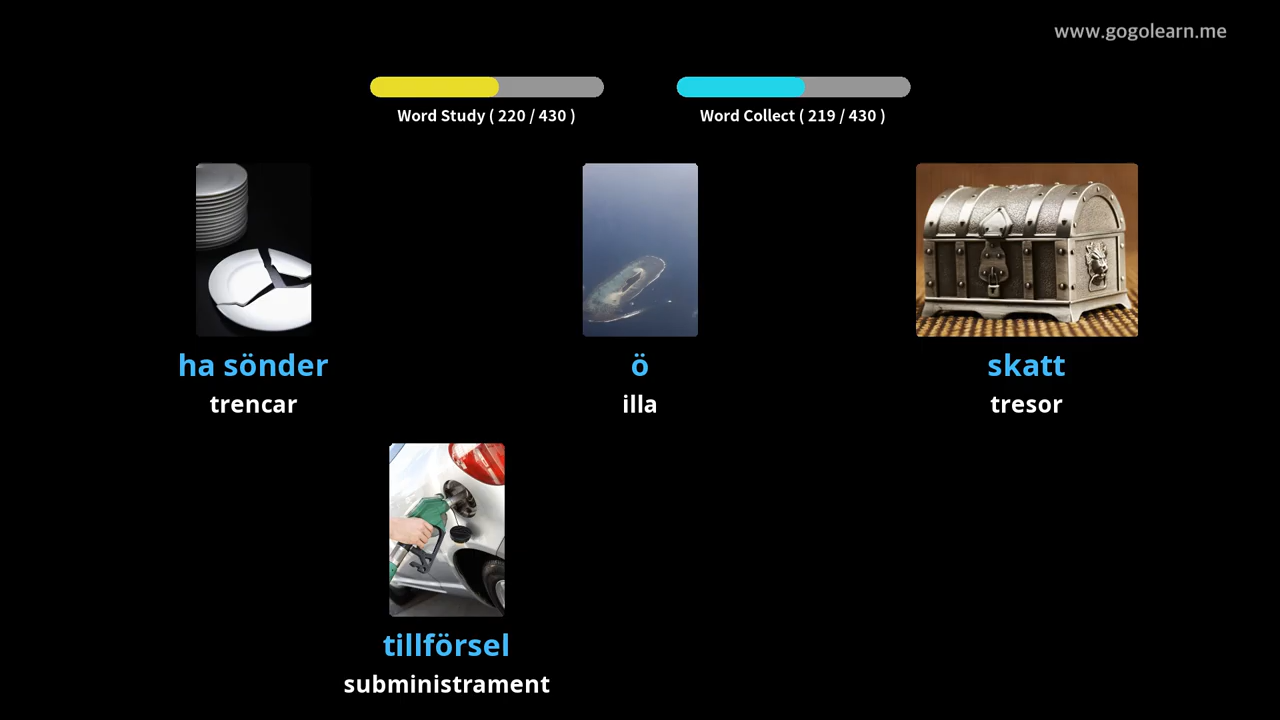 www.gogolearn.me
Word Study ( 220 / 430 )
Word Collect ( 219 / 430 )
ha sönder
trencar
ö
illa
skatt
tresor
tillförsel
subministrament